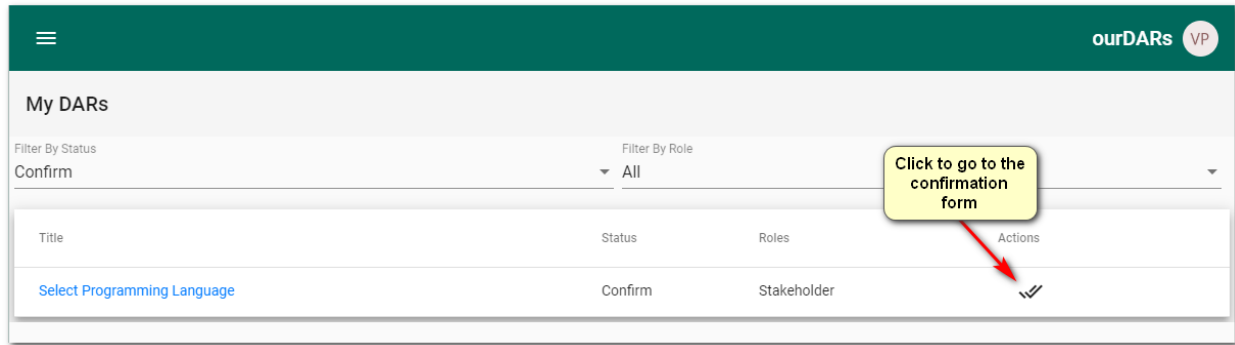 ourDARs VP
My DARs
Filter By Status
Confirm
Filter By Role
All
Click to go to the
confirmation
form
Title Status Roles Actions
Select Programming Language Confirm Stakeholder